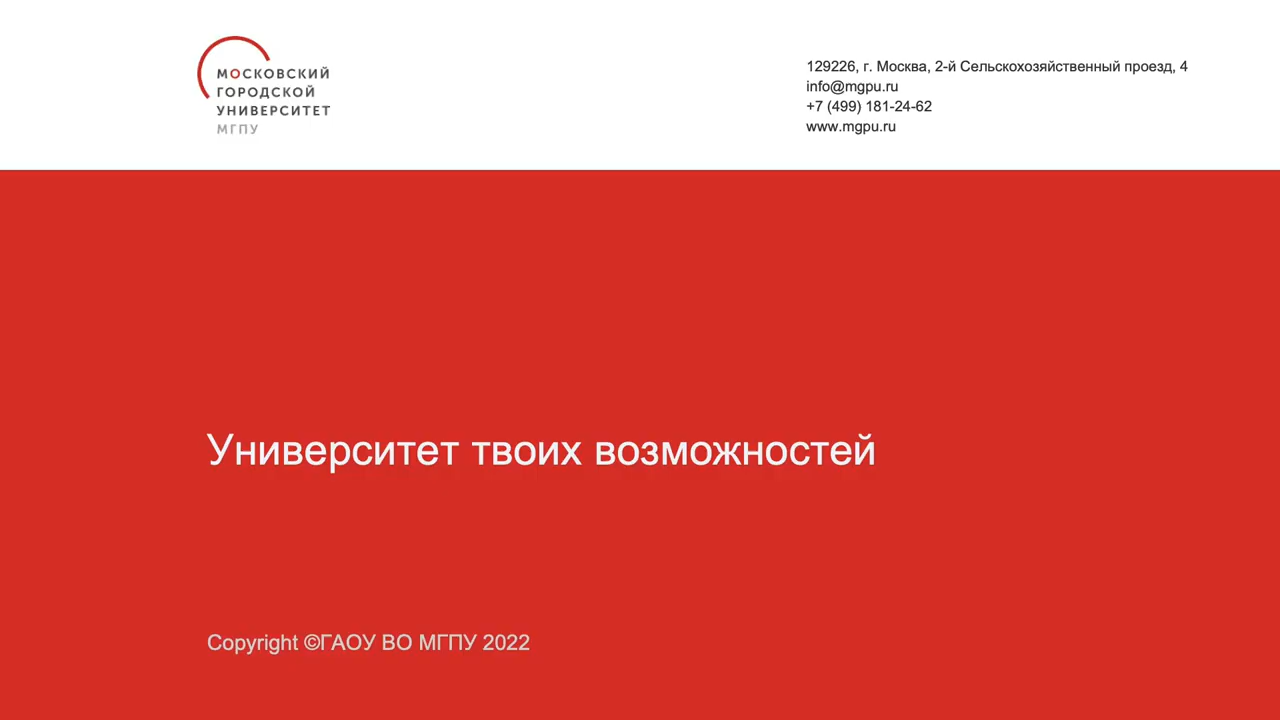 МОСКОВСКИЙ
ГОРОДСКОЙ
УНИВЕРСИТЕТ
МГПУ
129226, г. Москва, 2-й Сельскохозяйственный проезд, 4
info@mgpu.ru
+7 (499) 181-24-62
www.mgpu.ru
Университет твоих возможностей
Copyright ©ГАОУ ВО МГПУ 2022